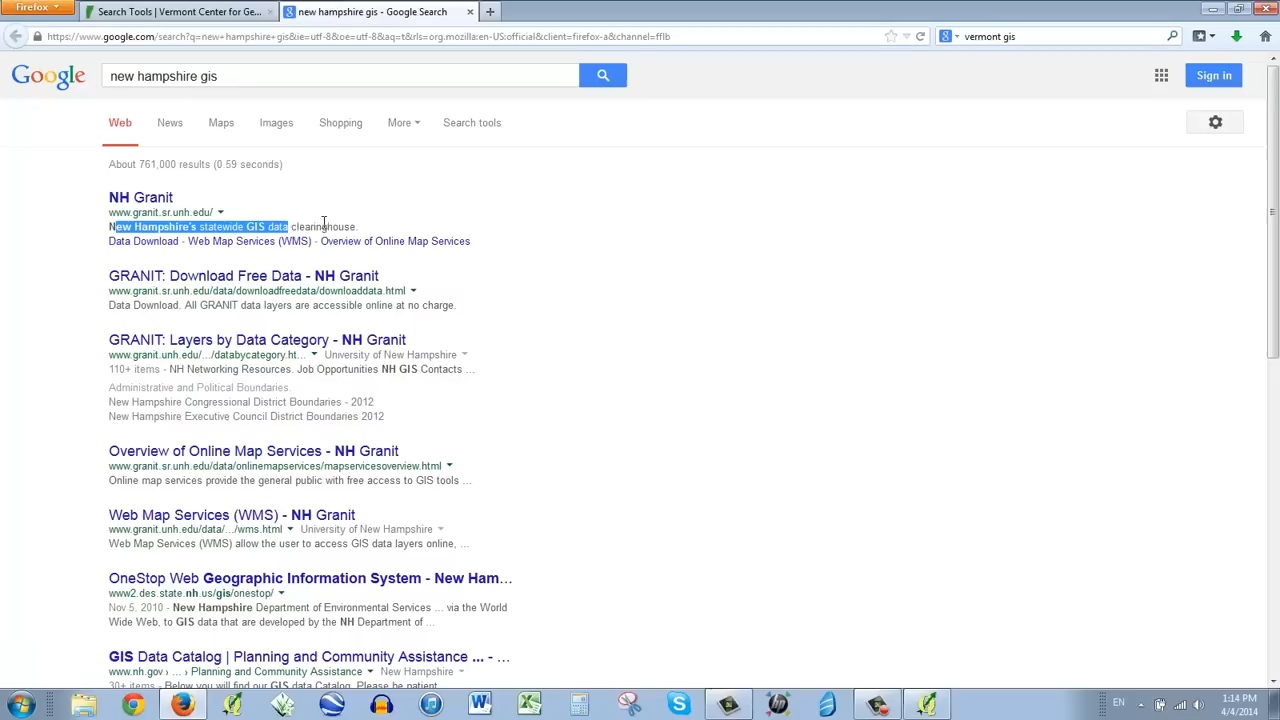 Firefox
Search Tools | Vermont Center for Ge...
new hampshire gis - Google Search
https://www.google.com/search?q=new+hampshire+gis&ie=utf-8&oe=utf-8&aq=t&rls=org.mozilla:en-US:official&client=firefox-a&channel=fflb
vermont gis
Google
new hampshire gis
Sign in
Web News Maps Images Shopping More Search tools
About 761,000 results (0.59 seconds)
NH Granit
www.granit.sr.unh.edu/
New Hampshire's statewide GIS data clearinghouse.
Data Download - Web Map Services (WMS) - Overview of Online Map Services
GRANIT: Download Free Data - NH Granit
www.granit.sr.unh.edu/data/downloadfreedata/downloaddata.html
Data Download. All GRANIT data layers are accessible online at no charge.
GRANIT: Layers by Data Category - NH Granit
www.granit.unh.edu/.../databycategory.ht... University of New Hampshire
110+ items - NH Networking Resources. Job Opportunities NH GIS Contacts ...
Administrative and Political Boundaries.
New Hampshire Congressional District Boundaries - 2012
New Hampshire Executive Council District Boundaries 2012
Overview of Online Map Services - NH Granit
www.granit.sr.unh.edu/data/onlinemapservices/mapservicesoverview.html
Online map services provide the general public with free access to GIS tools ...
Web Map Services (WMS) - NH Granit
www.granit.unh.edu/data/.../wms.html University of New Hampshire
Web Map Services (WMS) allow the user to access GIS data layers online, ...
OneStop Web Geographic Information System - New Ham...
www2.des.state.nh.us/gis/onestop/
Nov 5, 2010 - New Hampshire Department of Environmental Services ... via the World
Wide Web, to GIS data that are developed by the NH Department of ...
GIS Data Catalog | Planning and Community Assistance ... - ...
www.nh.gov › ... › Planning and Community Assistance New Hampshire
30+ items - Below you will find our GIS data Catalog. Please be patient
EN
1:14 PM
4/4/2014